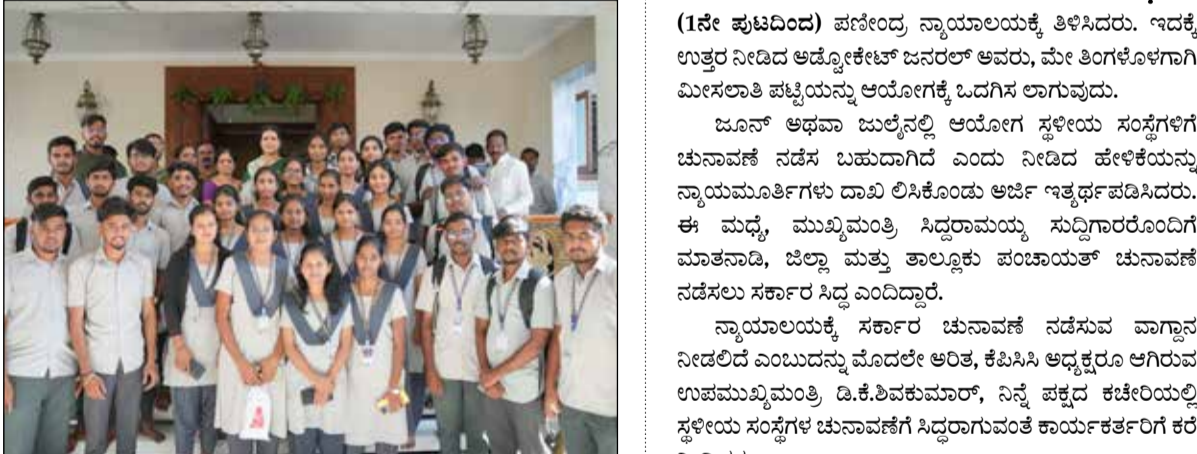 (1ನೇ ಪುಟದಿಂದ) ಪಣೀಂದ್ರ ನ್ಯಾಯಾಲಯಕ್ಕೆ ತಿಳಿಸಿದರು. ಇದಕ್ಕೆ
ಉತ್ತರ ನೀಡಿದ ಅಡ್ವೋಕೇಟ್ ಜನರಲ್ ಅವರು, ಮೇ ತಿಂಗಳೊಳಗಾಗಿ
ಮೀಸಲಾತಿ ಪಟ್ಟಿಯನ್ನು ಆಯೋಗಕ್ಕೆ ಒದಗಿಸ ಲಾಗುವುದು.
ಜೂನ್ ಅಥವಾ ಜುಲೈನಲ್ಲಿ ಆಯೋಗ ಸ್ಥಳೀಯ ಸಂಸ್ಥೆಗಳಿಗೆ
ಚುನಾವಣೆ ನಡೆಸ ಬಹುದಾಗಿದೆ ಎಂದು ನೀಡಿದ ಹೇಳಿಕೆಯನ್ನು
ನ್ಯಾಯಮೂರ್ತಿಗಳು ದಾಖ ಲಿಸಿಕೊಂಡು ಅರ್ಜಿ ಇತ್ಯರ್ಥಪಡಿಸಿದರು.
ಈ ಮಧ್ಯೆ, ಮುಖ್ಯಮಂತ್ರಿ ಸಿದ್ದರಾಮಯ್ಯ ಸುದ್ದಿಗಾರರೊಂದಿಗೆ
ಮಾತನಾಡಿ, ಜಿಲ್ಲಾ ಮತ್ತು ತಾಲ್ಲೂಕು ಪಂಚಾಯತ್ ಚುನಾವಣೆ
ನಡೆಸಲು ಸರ್ಕಾರ ಸಿದ್ಧ ಎಂದಿದ್ದಾರೆ.
ನ್ಯಾಯಾಲಯಕ್ಕೆ ಸರ್ಕಾರ ಚುನಾವಣೆ ನಡೆಸುವ ವಾಗ್ದಾನ
ನೀಡಲಿದೆ ಎಂಬುದನ್ನು ಮೊದಲೇ ಅರಿತ, ಕೆಪಿಸಿಸಿ ಅಧ್ಯಕ್ಷರೂ ಆಗಿರುವ
ಉಪಮುಖ್ಯಮಂತ್ರಿ ಡಿ.ಕೆ.ಶಿವಕುಮಾರ್, ನಿನ್ನೆ ಪಕ್ಷದ ಕಚೇರಿಯಲ್ಲಿ
ಸ್ಥಳೀಯ ಸಂಸ್ಥೆಗಳ ಚುನಾವಣೆಗೆ ಸಿದ್ಧರಾಗುವಂತೆ ಕಾರ್ಯಕರ್ತರಿಗೆ ಕರೆ